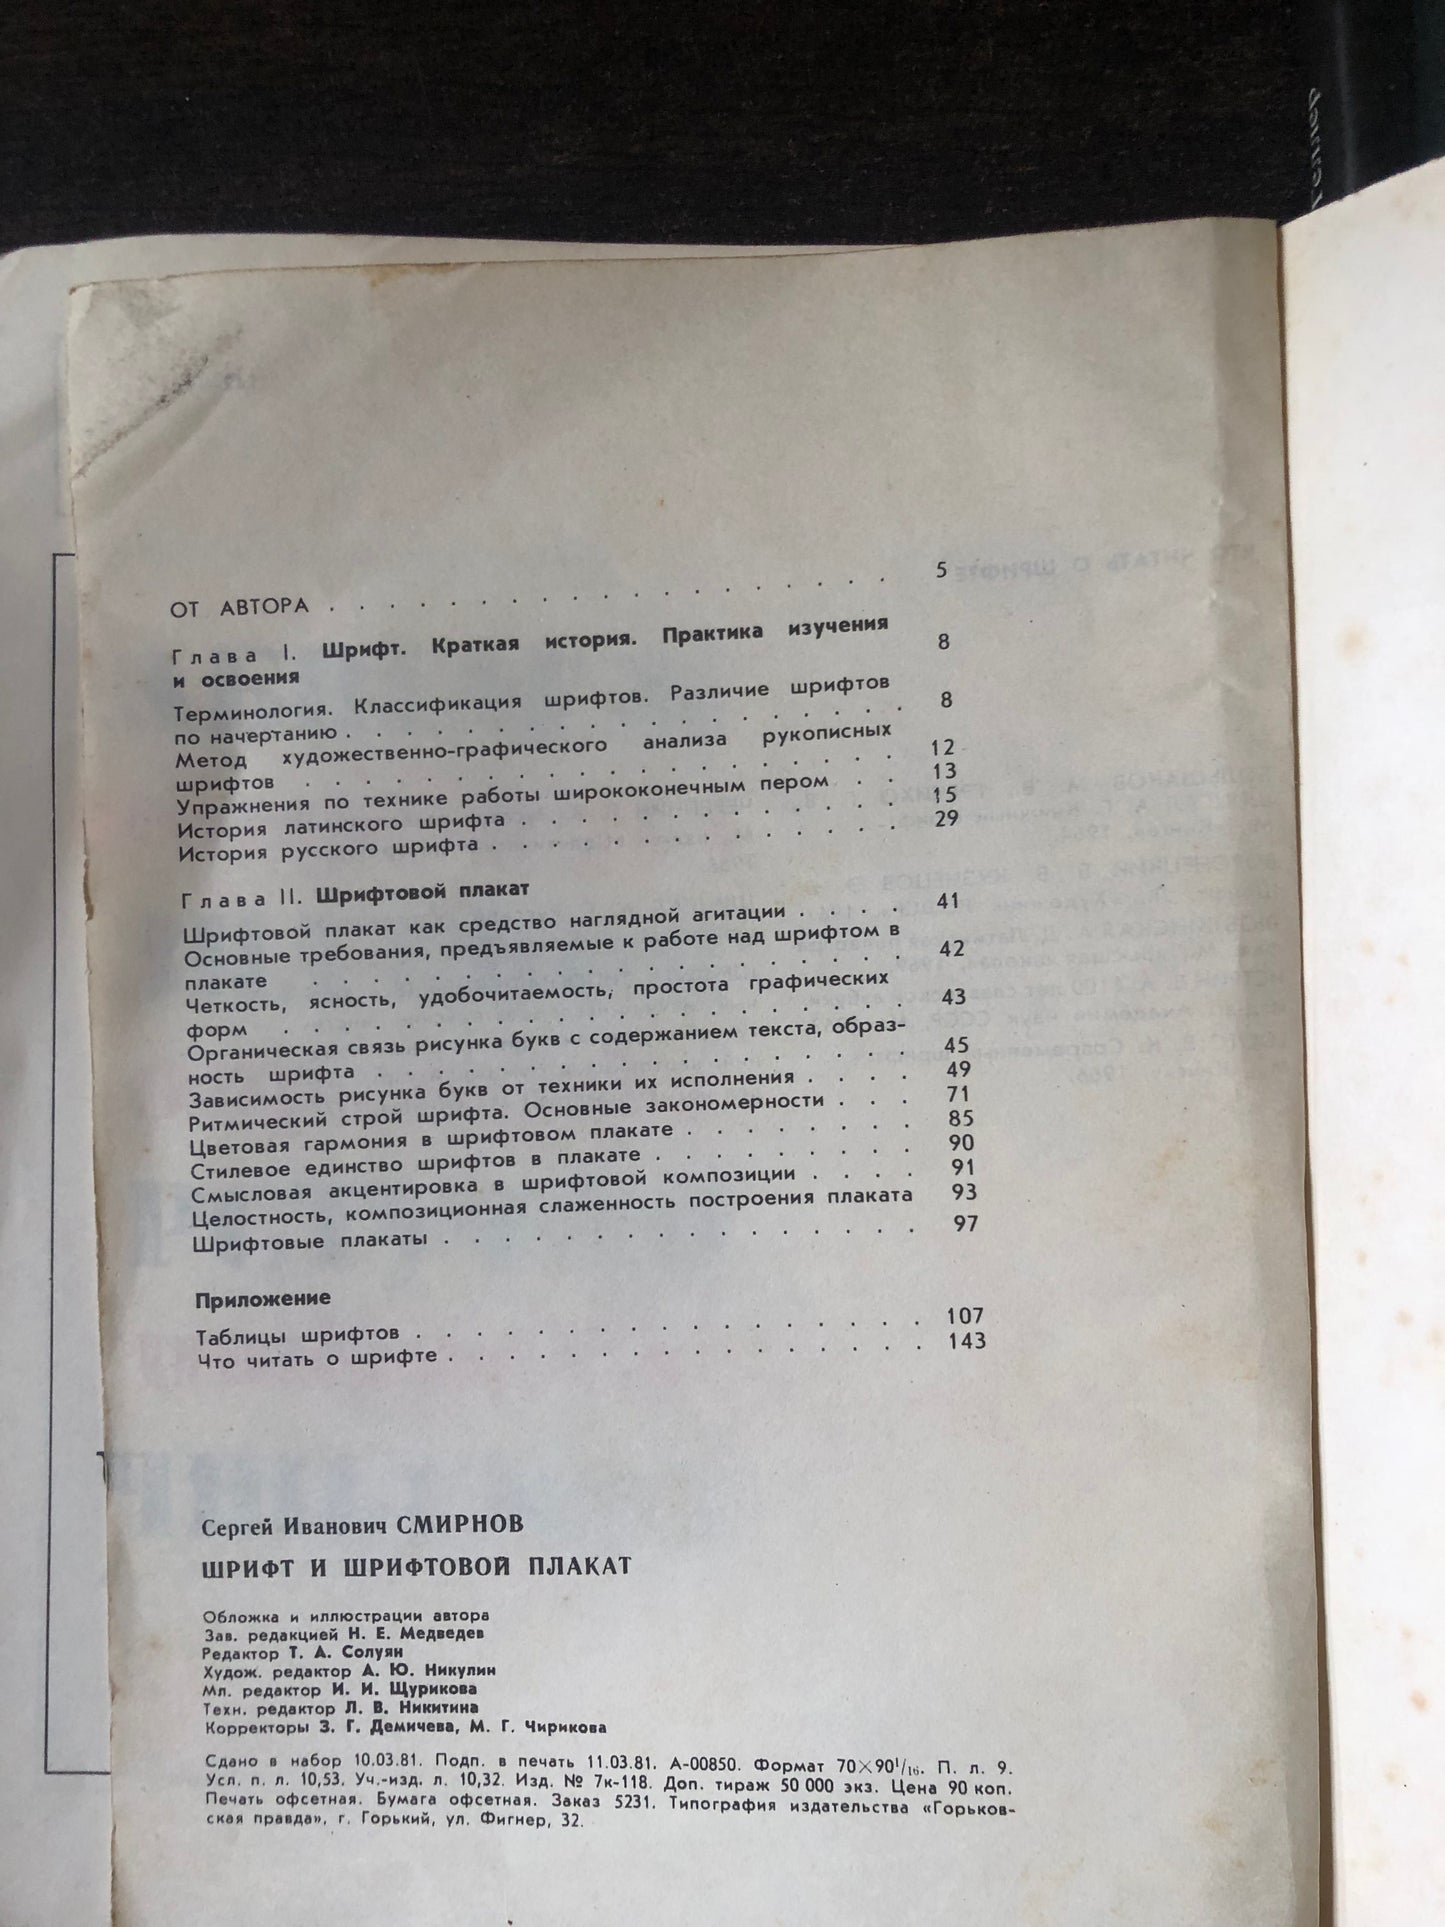 ОТ АВТОРА . . . . . . . . . . . . . . . . . . . 5
Глава I. Шрифт. Краткая история. Практика изучения
и освоения 8
Терминология. Классификация шрифтов. Различие шрифтов
по начертанию . . . . . . . . . . . . . . . . . . . 8
Метод художественно-графического анализа рукописных
шрифтов . . . . . . . . . . . . . . . . . . . . 12
Упражнения по технике работы ширококонечным пером . . 13
История латинского шрифта . . . . . . . . . . . . . 15
История русского шрифта . . . . . . . . . . . . . . 29
Глава II. Шрифтовой плакат
Шрифтовой плакат как средство наглядной агитации . . . . 41
Основные требования, предъявляемые к работе над шрифтом в
плакате . . . . . . . . . . . . . . . . . . . . 42
Четкость, ясность, удобочитаемость, простота графических
форм . . . . . . . . . . . . . . . . . . . . . 43
Органическая связь рисунка букв с содержанием текста, образ-
ность шрифта . . . . . . . . . . . . . . . . . . 45
Зависимость рисунка букв от техники их исполнения . . . . 49
Ритмический строй шрифта. Основные закономерности . . . 71
Цветовая гармония в шрифтовом плакате . . . . . . . . 85
Стилевое единство шрифтов в плакате . . . . . . . . . 90
Смысловая акцентировка в шрифтовой композиции . . . . 91
Целостность, композиционная слаженность построения плаката 93
Шрифтовые плакаты . . . . . . . . . . . . . . . . 97
Приложение
Таблицы шрифтов . . . . . . . . . . . . . . . . . 107
Что читать о шрифте . . . . . . . . . . . . . . . . 143
Сергей Иванович СМИРНОВ
ШРИФТ И ШРИФТОВОЙ ПЛАКАТ
Обложка и иллюстрации автора
Зав. редакцией Н. Е. Медведев
Редактор Т. А. Солуян
Худож. редактор А. Ю. Никулин
Мл. редактор И. И. Щурикова
Техн. редактор Л. В. Никитина
Корректоры З. Г. Демичева, М. Г. Чирикова
Сдано в набор 10.03.81. Подп. в печать 11.03.81. А-00850. Формат 70×90¹/₁₆. П. л. 9.
Усл. п. л. 10,53. Уч.-изд. л. 10,32. Изд. № 7к-118. Доп. тираж 50 000 экз. Цена 90 коп.
Печать офсетная. Бумага офсетная. Заказ 5231. Типография издательства «Горьков-
ская правда», г. Горький, ул. Фигнер, 32.